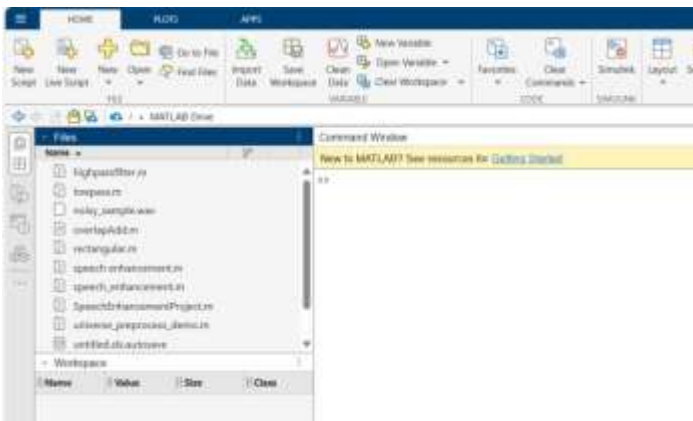 HOME PLOTS APPS
New Script
New Live Script
New
Open
Go to File
Find Files
Import Data
Save Workspace
Clean Data
New Variable
Open Variable
Clear Workspace
Favorites
Clear Commands
Simulink
Layout
FILE VARIABLE CODE SIMULINK
/ MATLAB Drive
Files
Name
highpassfilter.m
lowpass.m
noisy_sample.wav
overlapAdd.m
rectangular.m
speech enhancement.m
speech_enhancement.m
SpeechEnhancementProject.m
universe_preprocess_demo.m
untitled.slx.autosave
Workspace
Name Value Size Class
Command Window
New to MATLAB? See resources for Getting Started.
>>